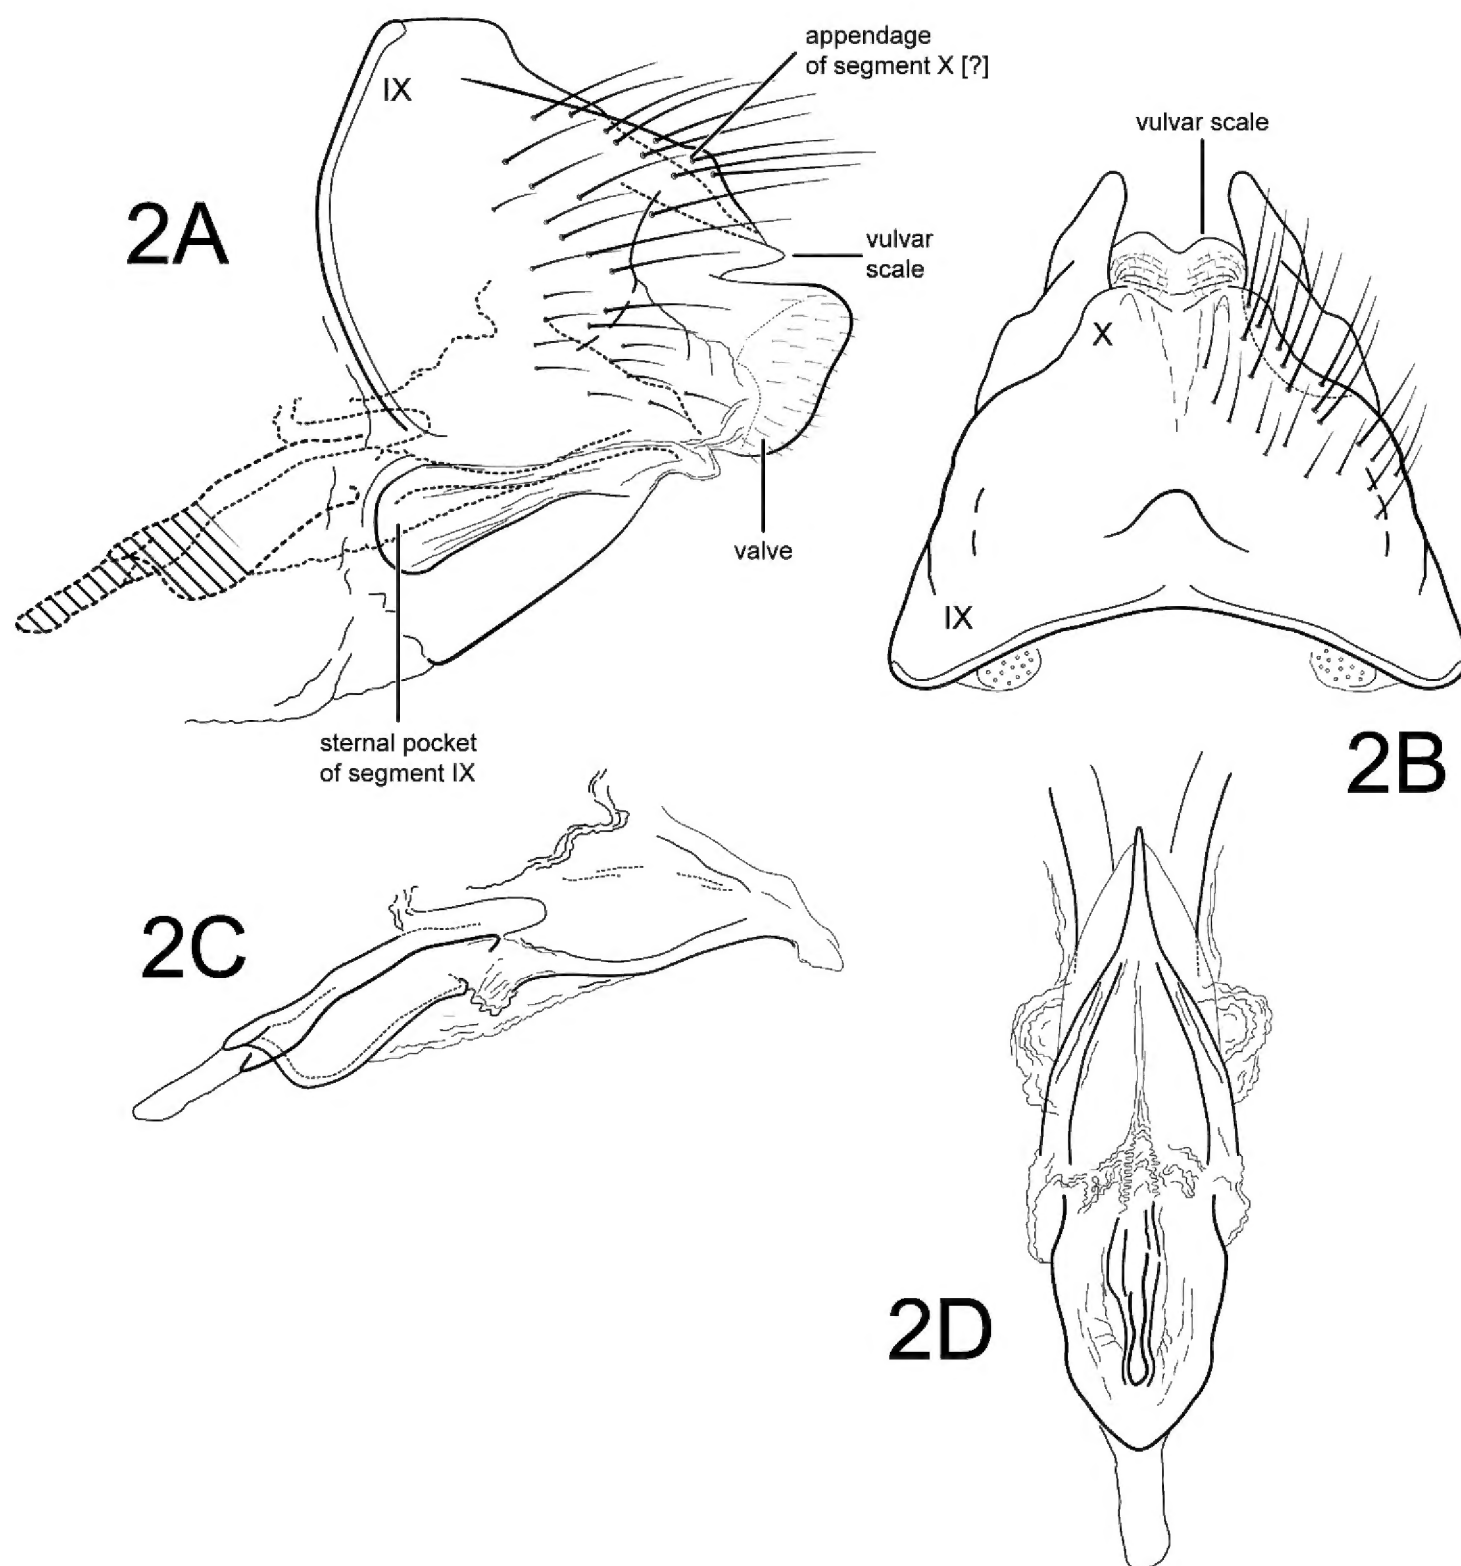 appendage
of segment X [?]
IX
2A
vulvar
scale
valve
sternal pocket
of segment IX
vulvar scale
X
IX
2B
2C
2D